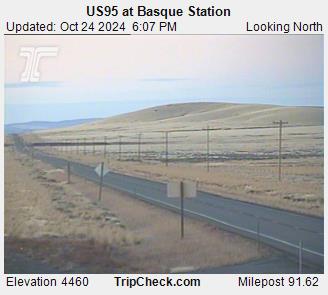 US95 at Basque Station
Updated: Oct 24 2024 6:07 PM Looking North
Elevation 4460 TripCheck.com Milepost 91.62